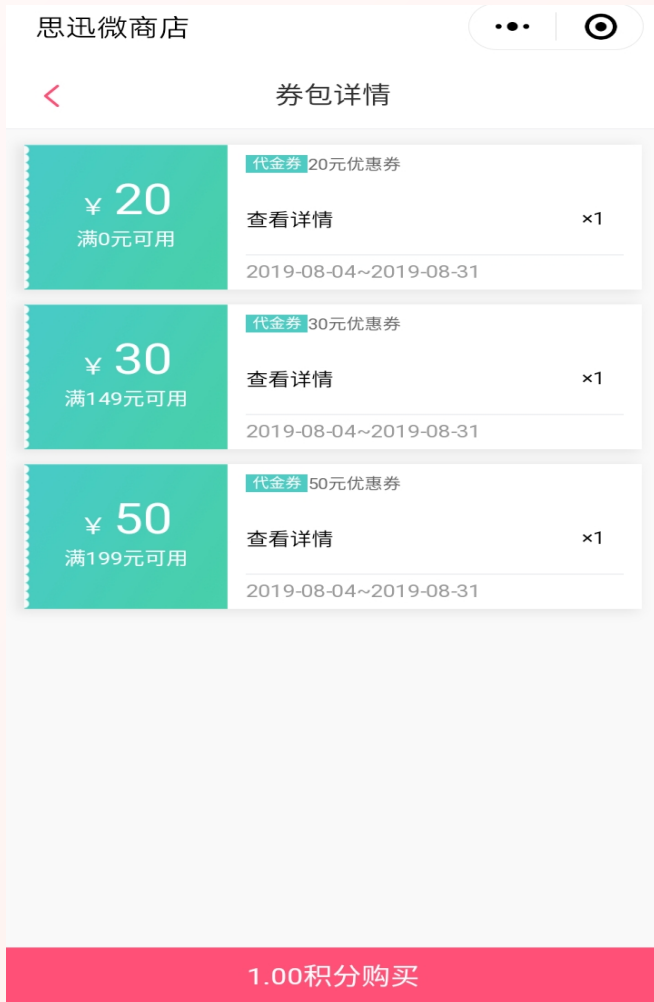 思迅微商店
券包详情
¥ 20
满0元可用
代金券 20元优惠券
查看详情 ×1
2019-08-04~2019-08-31
¥ 30
满149元可用
代金券 30元优惠券
查看详情 ×1
2019-08-04~2019-08-31
¥ 50
满199元可用
代金券 50元优惠券
查看详情 ×1
2019-08-04~2019-08-31
1.00积分购买